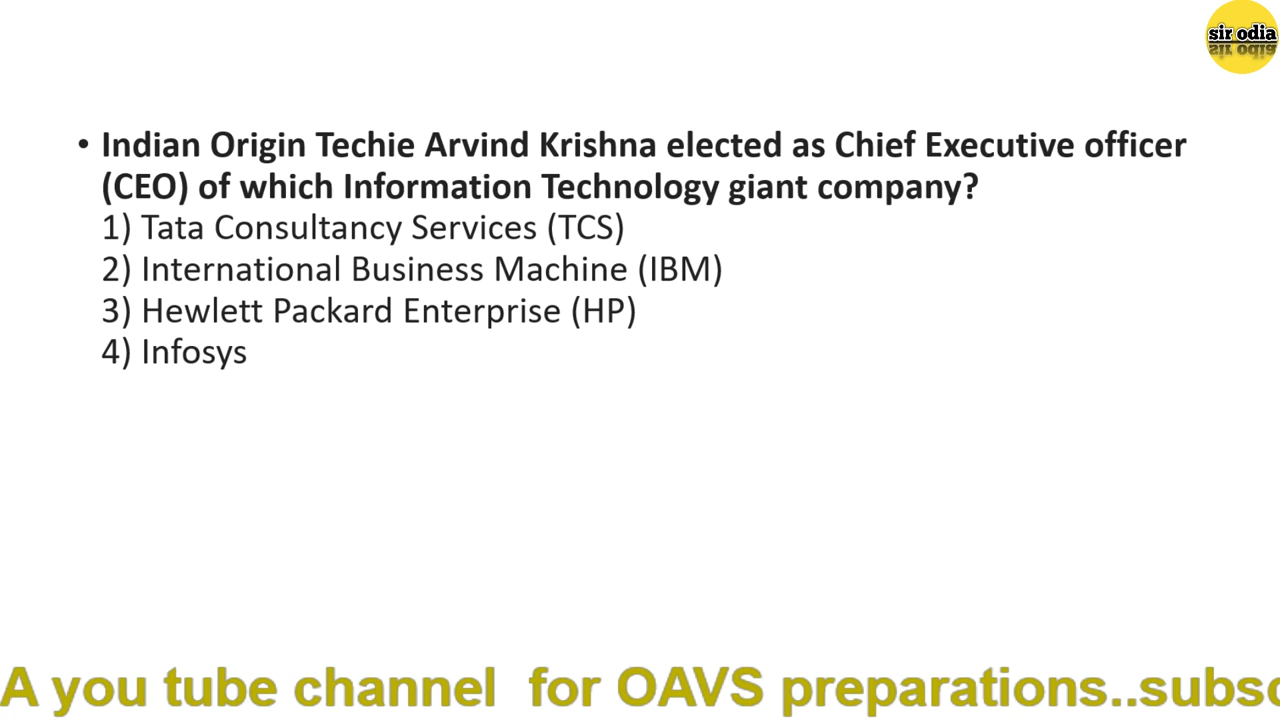 sir odia
• Indian Origin Techie Arvind Krishna elected as Chief Executive officer
(CEO) of which Information Technology giant company?
1) Tata Consultancy Services (TCS)
2) International Business Machine (IBM)
3) Hewlett Packard Enterprise (HP)
4) Infosys
A you tube channel for OAVS preparations..subsc